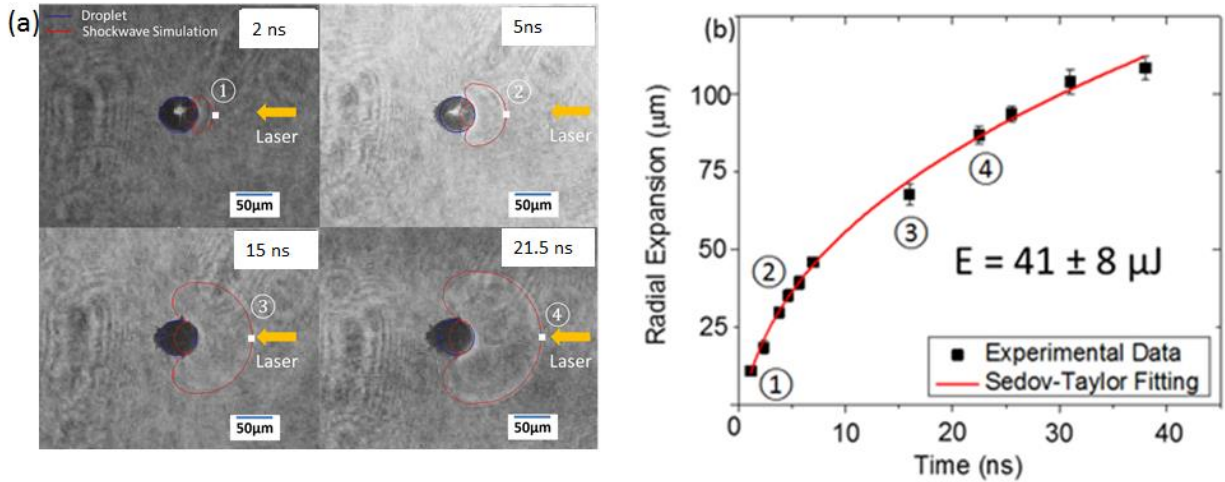 (a)
Droplet
Shockwave Simulation
2 ns
1
Laser
50μm
5ns
2
Laser
50μm
15 ns
3
Laser
50μm
21.5 ns
4
Laser
50μm
(b)
Radial Expansion (μm)
100
75
50
25
2
1
3
4
E = 41 ± 8 μJ
Experimental Data
Sedov-Taylor Fitting
0 10 20 30 40
Time (ns)